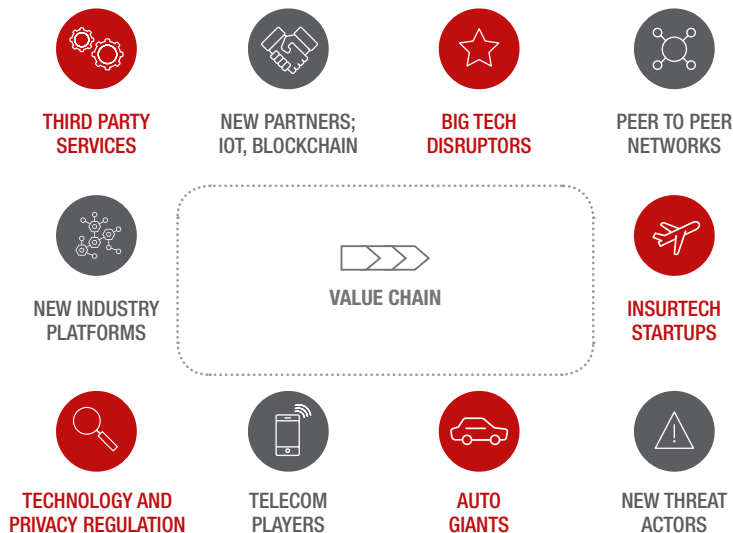 THIRD PARTY
SERVICES
NEW PARTNERS;
IOT, BLOCKCHAIN
BIG TECH
DISRUPTORS
PEER TO PEER
NETWORKS
NEW INDUSTRY
PLATFORMS
VALUE CHAIN
INSURTECH
STARTUPS
TECHNOLOGY AND
PRIVACY REGULATION
TELECOM
PLAYERS
AUTO
GIANTS
NEW THREAT
ACTORS